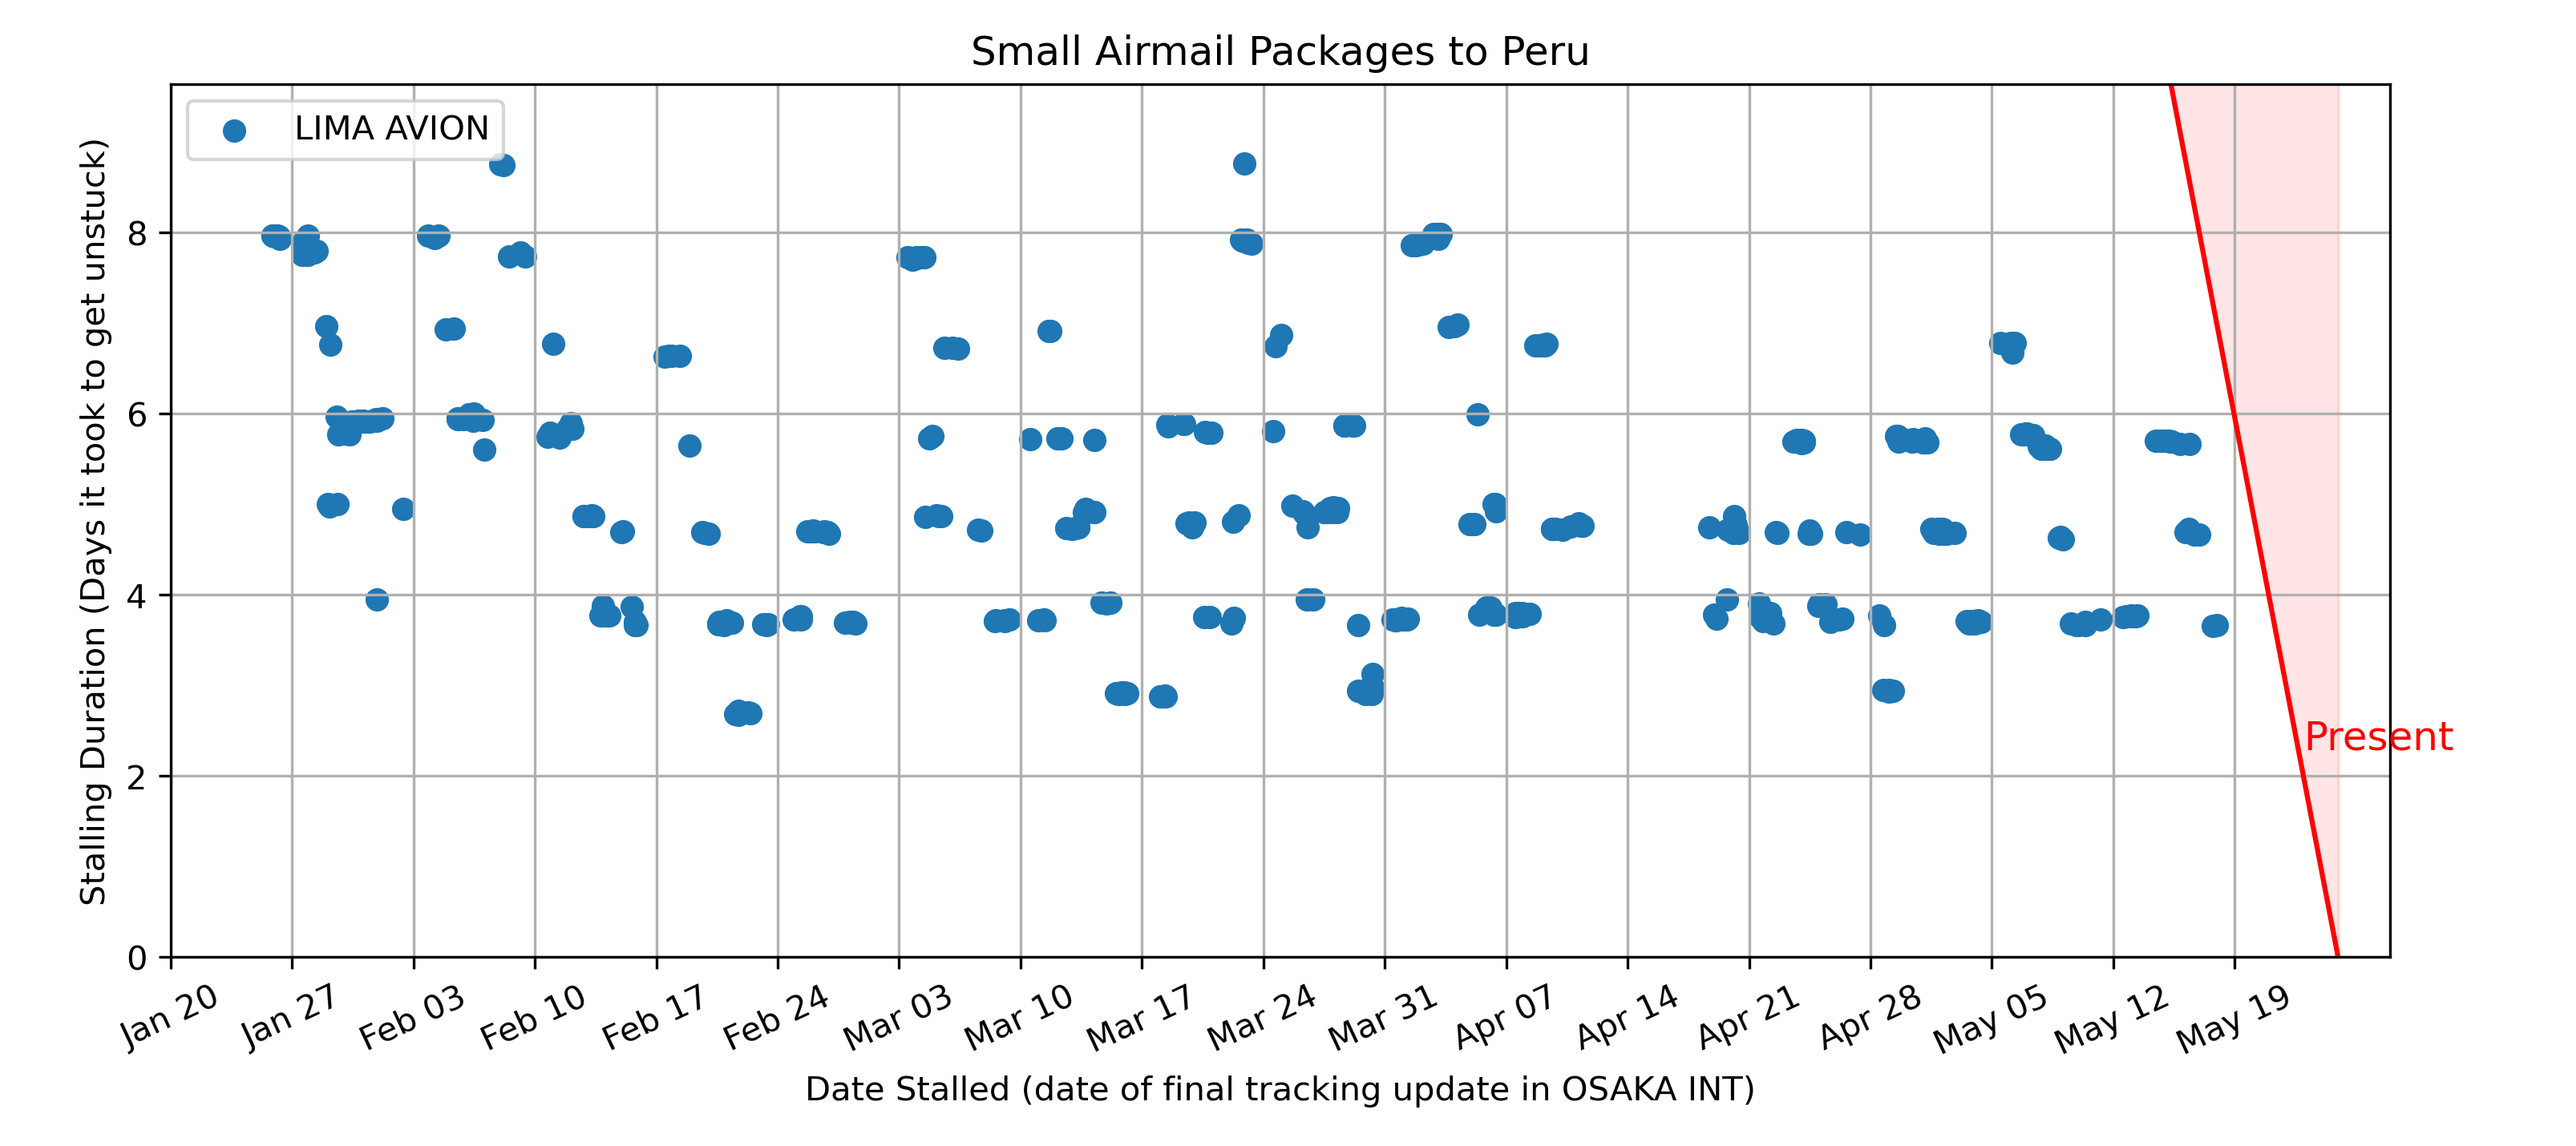 Small Airmail Packages to Peru
LIMA AVION
Stalling Duration (Days it took to get unstuck)
8
6
4
2
0
Present
Jan 20
Jan 27
Feb 03
Feb 10
Feb 17
Feb 24
Mar 03
Mar 10
Mar 17
Mar 24
Mar 31
Apr 07
Apr 14
Apr 21
Apr 28
May 05
May 12
May 19
Date Stalled (date of final tracking update in OSAKA INT)